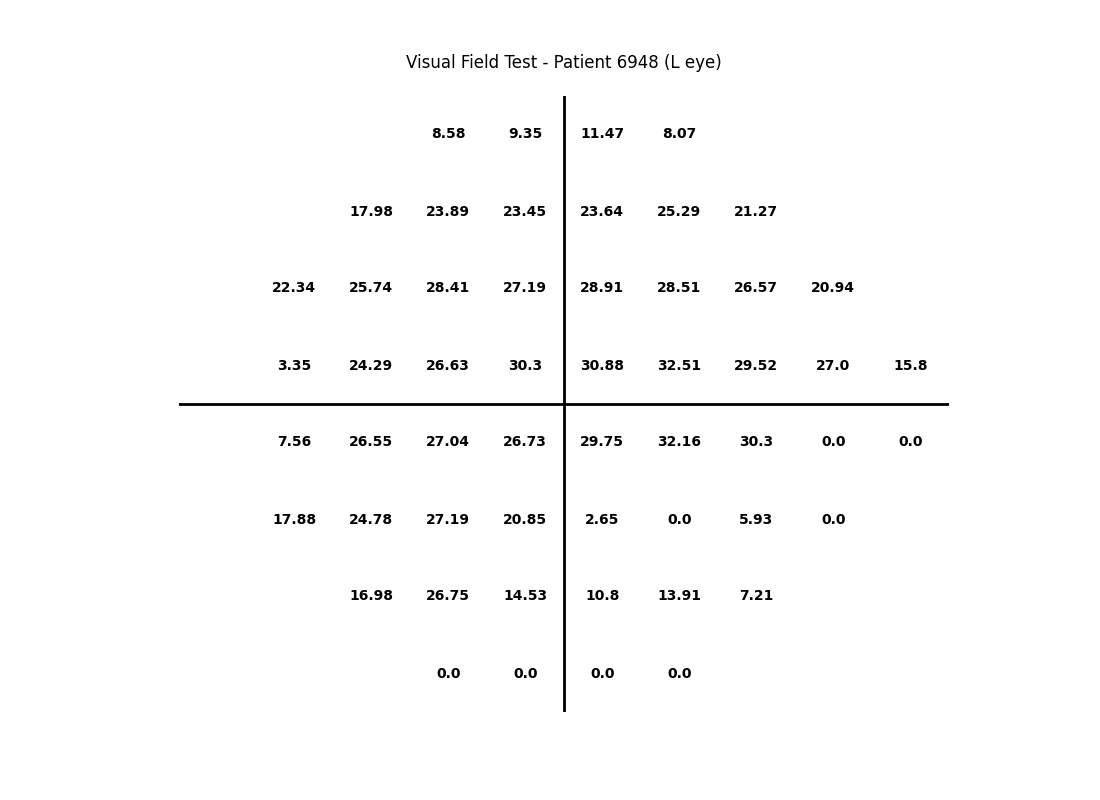 Visual Field Test - Patient 6948 (L eye)
8.58 9.35 11.47 8.07
17.98 23.89 23.45 23.64 25.29 21.27
22.34 25.74 28.41 27.19 28.91 28.51 26.57 20.94
3.35 24.29 26.63 30.3 30.88 32.51 29.52 27.0 15.8
7.56 26.55 27.04 26.73 29.75 32.16 30.3 0.0 0.0
17.88 24.78 27.19 20.85 2.65 0.0 5.93 0.0
16.98 26.75 14.53 10.8 13.91 7.21
0.0 0.0 0.0 0.0